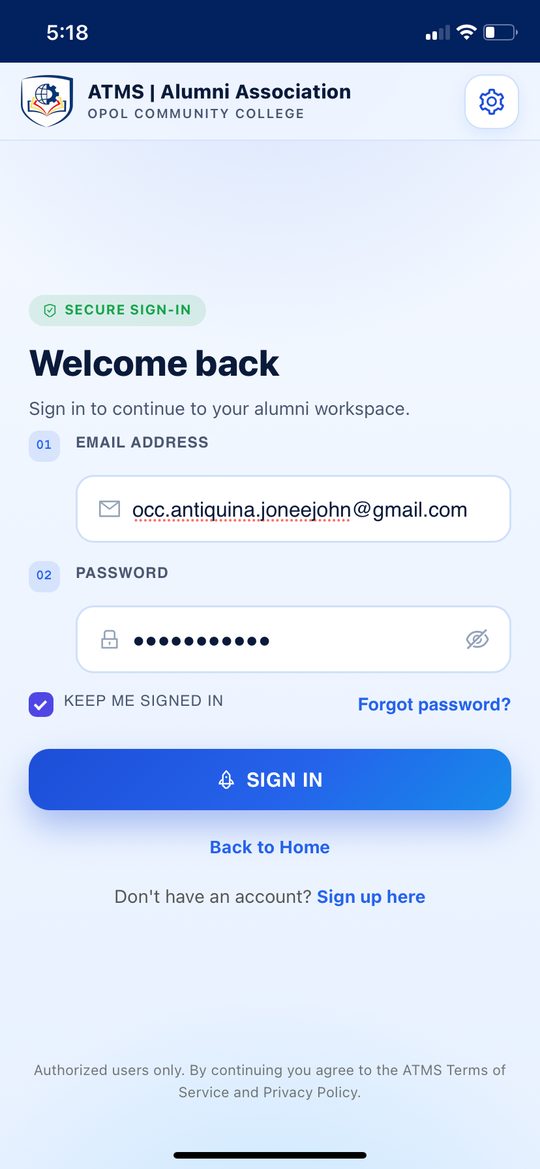 5:18
ATMS | Alumni Association
OPOL COMMUNITY COLLEGE
SECURE SIGN-IN
Welcome back
Sign in to continue to your alumni workspace.
01 EMAIL ADDRESS
occ.antiquina.joneejohn@gmail.com
02 PASSWORD
●●●●●●●●●●●
KEEP ME SIGNED IN
Forgot password?
SIGN IN
Back to Home
Don't have an account? Sign up here
Authorized users only. By continuing you agree to the ATMS Terms of
Service and Privacy Policy.